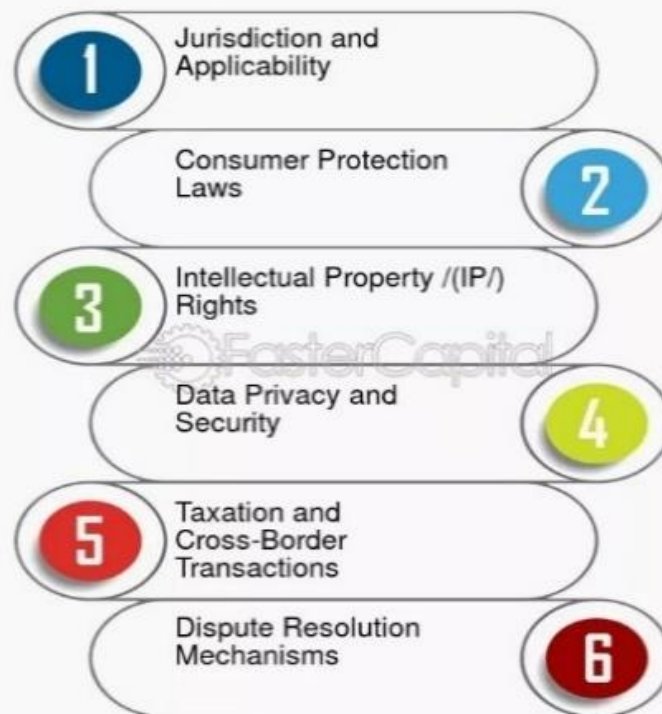 1
Jurisdiction and
Applicability
Consumer Protection
Laws
2
3
Intellectual Property /(IP/)
Rights
FasterCapital
Data Privacy and
Security
4
5
Taxation and
Cross-Border
Transactions
Dispute Resolution
Mechanisms
6